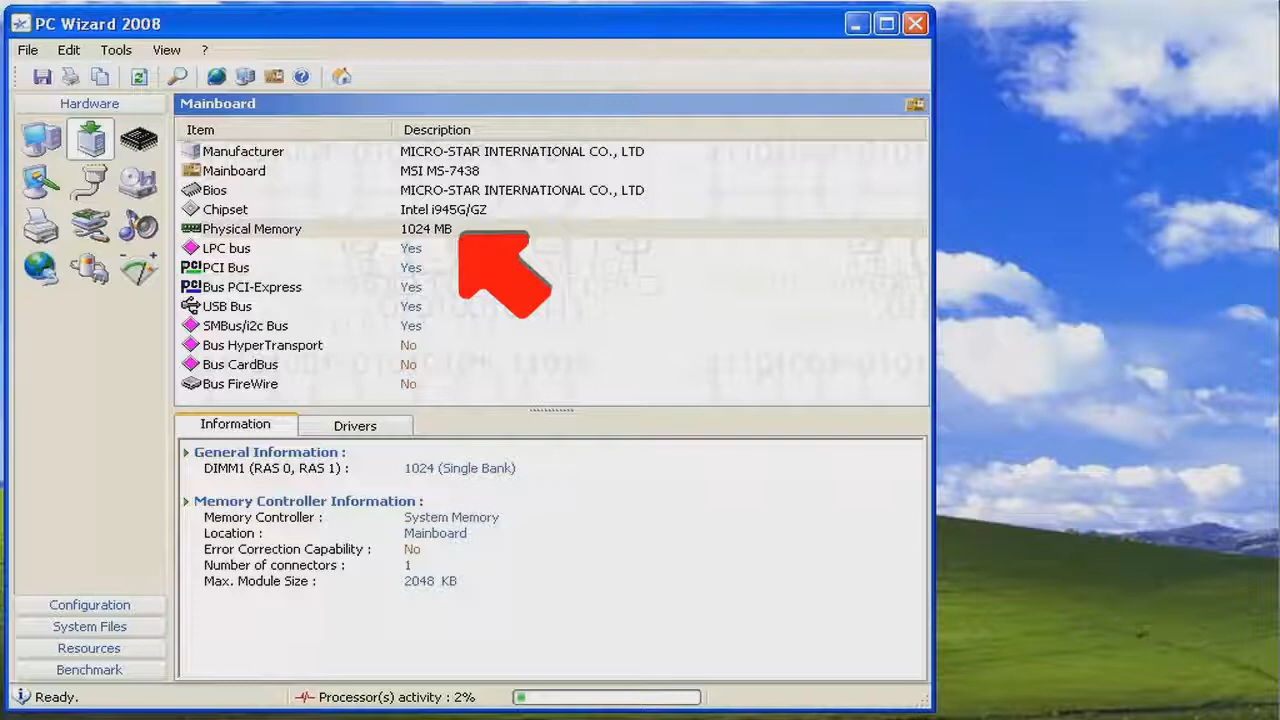 PC Wizard 2008
File Edit Tools View ?
Hardware
Mainboard
Item Description
Manufacturer MICRO-STAR INTERNATIONAL CO., LTD
Mainboard MSI MS-7438
Bios MICRO-STAR INTERNATIONAL CO., LTD
Chipset Intel i945G/GZ
Physical Memory 1024 MB
LPC bus Yes
PCI Bus Yes
Bus PCI-Express Yes
USB Bus Yes
SMBus/i2c Bus Yes
Bus HyperTransport No
Bus CardBus No
Bus FireWire No
Information Drivers
General Information :
DIMM1 (RAS 0, RAS 1) : 1024 (Single Bank)
Memory Controller Information :
Memory Controller : System Memory
Location : Mainboard
Error Correction Capability : No
Number of connectors : 1
Max. Module Size : 2048 KB
Configuration
System Files
Resources
Benchmark
Ready. Processor(s) activity : 2%